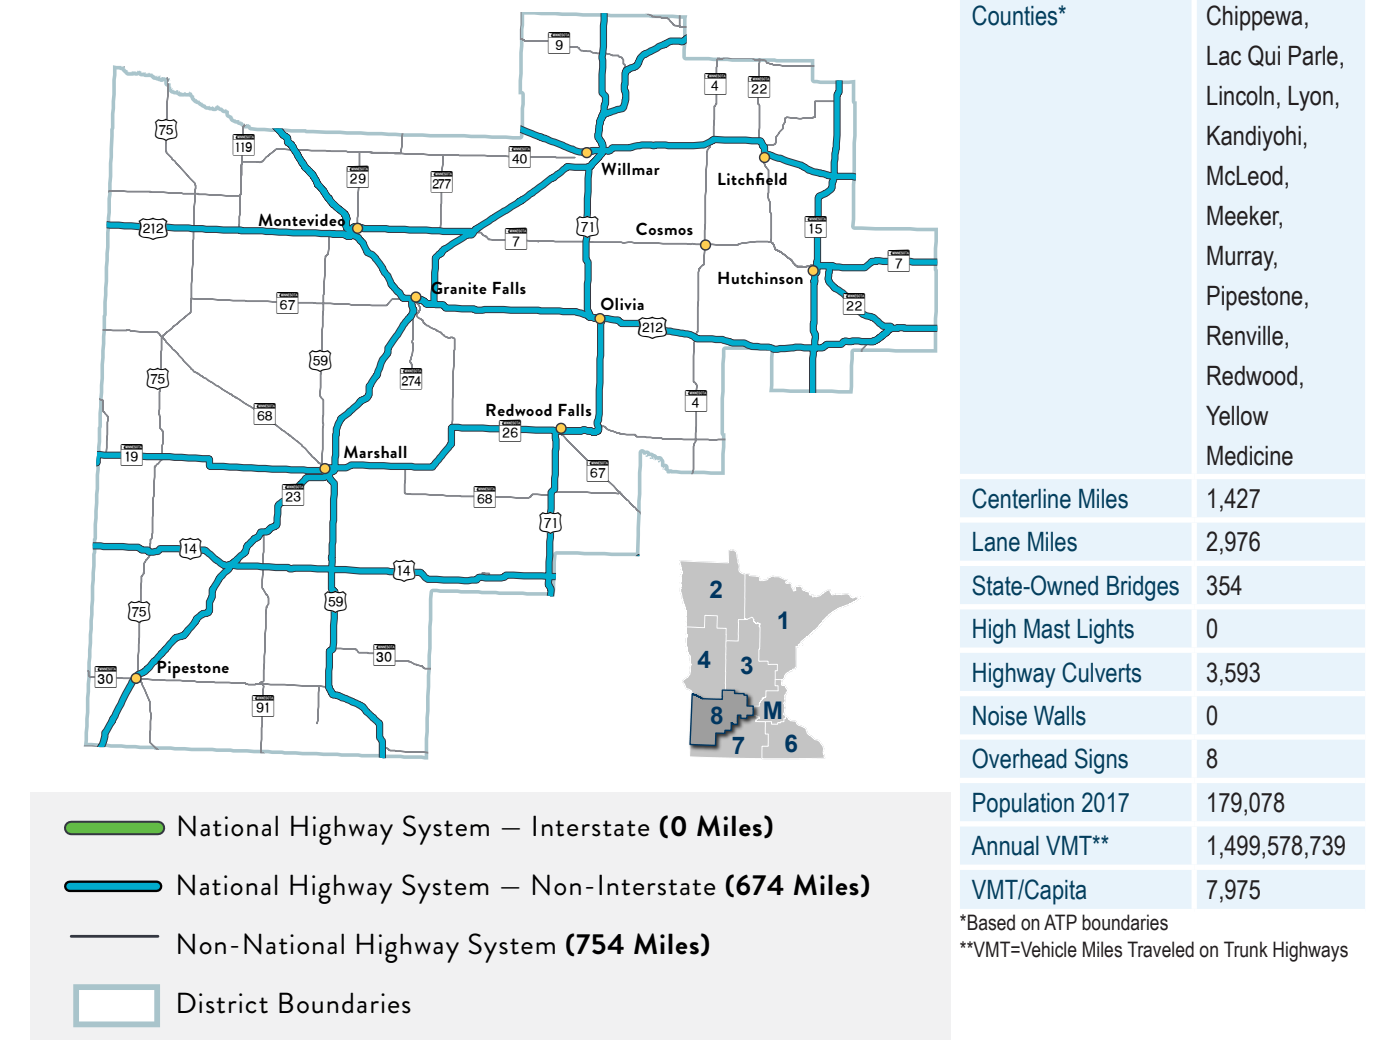 9
4
22
75
119
40
29
277
Willmar
Litchfield
Montevideo
212
71
15
7
Cosmos
7
Hutchinson
Granite Falls
67
Olivia
22
212
59
75
274
4
68
Redwood Falls
26
Marshall
19
67
23
68
71
14
14
75
59
30
Pipestone
30
91
2
1
4
3
8
M
7
6
National Highway System – Interstate (0 Miles)
National Highway System – Non-Interstate (674 Miles)
Non-National Highway System (754 Miles)
District Boundaries
Counties* Chippewa,
Lac Qui Parle,
Lincoln, Lyon,
Kandiyohi,
McLeod,
Meeker,
Murray,
Pipestone,
Renville,
Redwood,
Yellow
Medicine
Centerline Miles 1,427
Lane Miles 2,976
State-Owned Bridges 354
High Mast Lights 0
Highway Culverts 3,593
Noise Walls 0
Overhead Signs 8
Population 2017 179,078
Annual VMT** 1,499,578,739
VMT/Capita 7,975
*Based on ATP boundaries
**VMT=Vehicle Miles Traveled on Trunk Highways